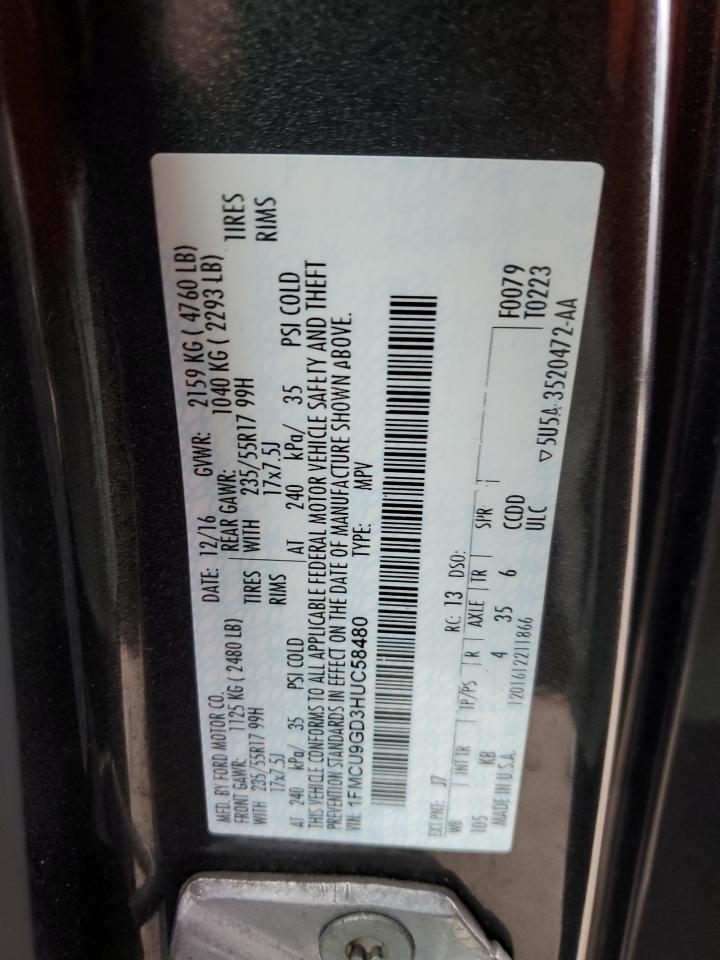 MFD. BY FORD MOTOR CO. DATE: 12/16 GVWR: 2159 KG ( 4760 LB)
FRONT GAWR: 1125 KG ( 2480 LB) REAR GAWR: 1040 KG ( 2293 LB)
WITH 235/55R17 99H TIRES WITH 235/55R17 99H TIRES
17x7.5J RIMS 17x7.5J RIMS
AT 240 kPa/ 35 PSI COLD AT 240 kPa/ 35 PSI COLD
THIS VEHICLE CONFORMS TO ALL APPLICABLE FEDERAL MOTOR VEHICLE SAFETY AND THEFT
PREVENTION STANDARDS IN EFFECT ON THE DATE OF MANUFACTURE SHOWN ABOVE.
VIN: 1FMCU9GD3HUC58480 TYPE: MPV
EXT PNT: J7 RC: 13 DSO: F0079
WB INT TR TP/PS R AXLE TR SPR T0223
105 KB 4 35 6 CCDD
MADE IN U.S.A. 1201612211866 ULC
▽5U5A-3520472-AA